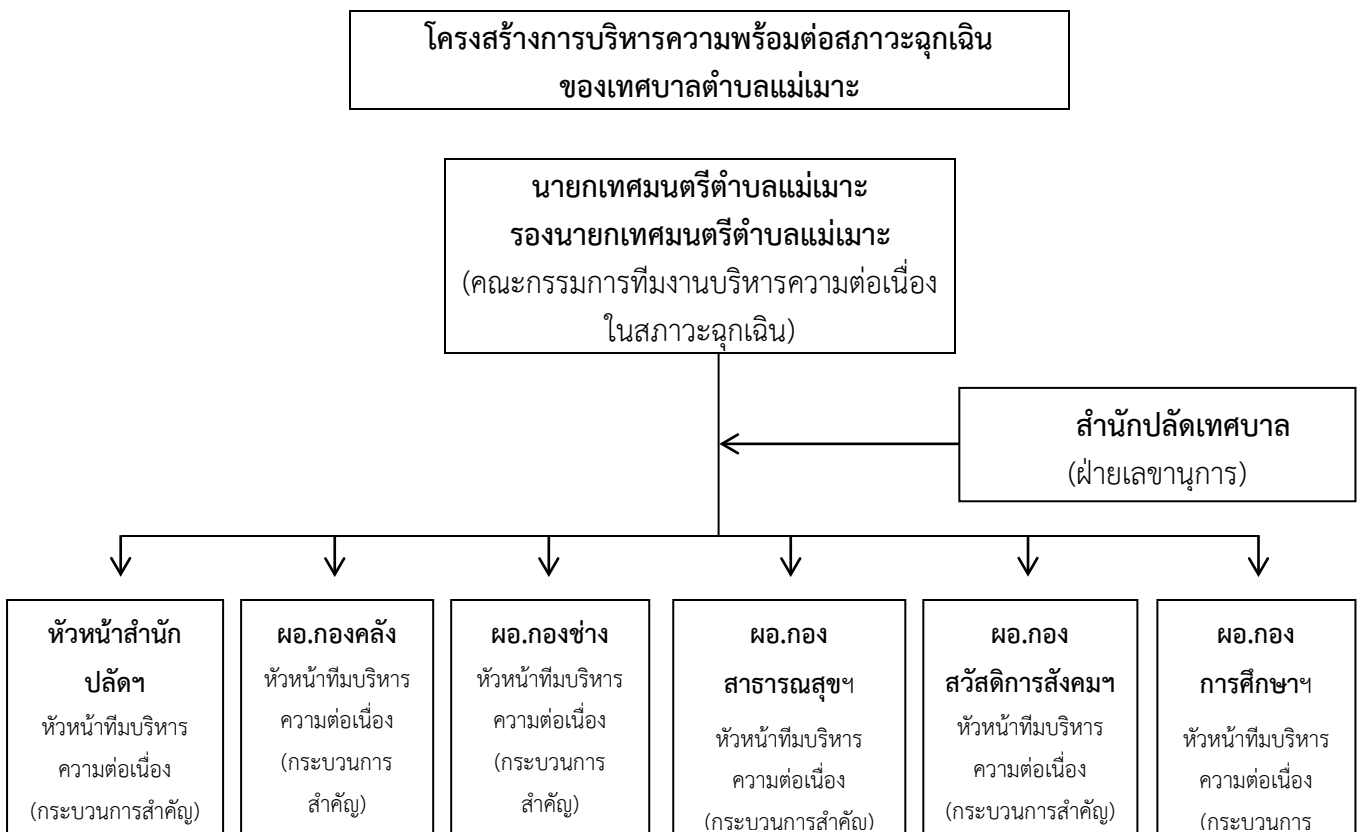 โครงสร้างการบริหารความพร้อมต่อสภาวะฉุกเฉิน
ของเทศบาลตำบลแม่เมาะ
นายกเทศมนตรีตำบลแม่เมาะ
รองนายกเทศมนตรีตำบลแม่เมาะ
(คณะกรรมการทีมงานบริหารความต่อเนื่อง
ในสภาวะฉุกเฉิน)
สำนักปลัดเทศบาล
(ฝ่ายเลขานุการ)
หัวหน้าสำนัก
ปลัดฯ
หัวหน้าทีมบริหาร
ความต่อเนื่อง
(กระบวนการสำคัญ)
ผอ.กองคลัง
หัวหน้าทีมบริหาร
ความต่อเนื่อง
(กระบวนการ
สำคัญ)
ผอ.กองช่าง
หัวหน้าทีมบริหาร
ความต่อเนื่อง
(กระบวนการ
สำคัญ)
ผอ.กอง
สาธารณสุขฯ
หัวหน้าทีมบริหาร
ความต่อเนื่อง
(กระบวนการสำคัญ)
ผอ.กอง
สวัสดิการสังคมฯ
หัวหน้าทีมบริหาร
ความต่อเนื่อง
(กระบวนการสำคัญ)
ผอ.กอง
การศึกษาฯ
หัวหน้าทีมบริหาร
ความต่อเนื่อง
(กระบวนการ